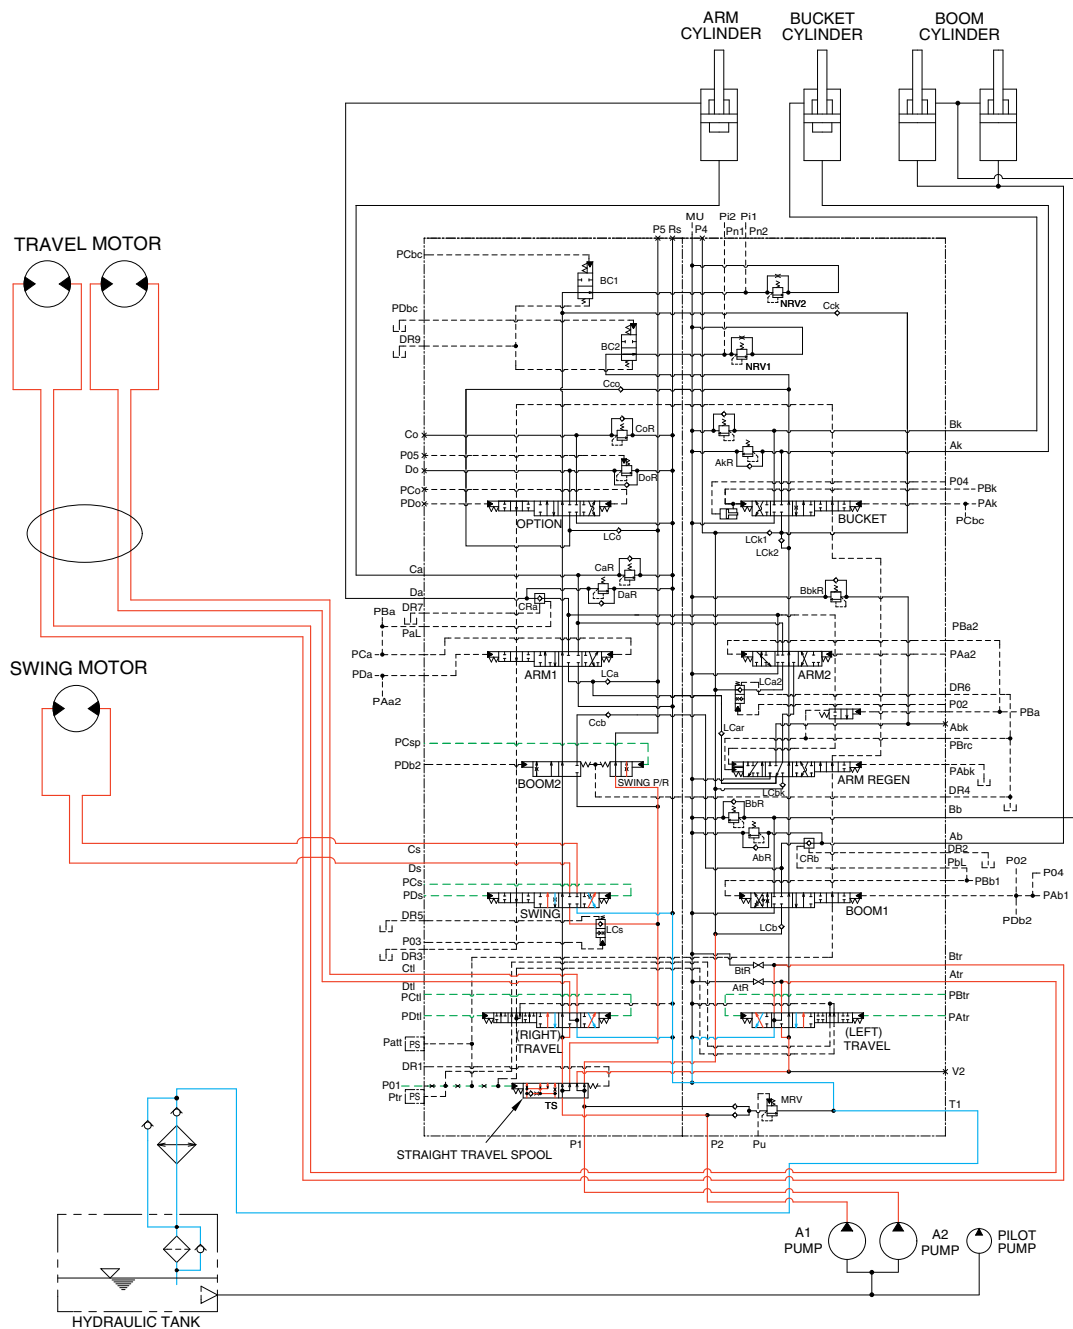 ARM CYLINDER
BUCKET CYLINDER
BOOM CYLINDER
TRAVEL MOTOR
SWING MOTOR
P5 Rs
MU
P4
Pi2 Pi1
Pn1 Pn2
PCbc
BC1
NRV2
Cck
PDbc
DR9
BC2
NRV1
Cco
Co
CoR
Bk
Ak
AkR
P05
Do
DoR
PCo
PDo
OPTION
LCo
P04
PBk
PAk
PCbc
BUCKET
LCk1
LCk2
Ca
CaR
Da
DaR
CRa
PBa
DR7
PaL
PCa
PDa
PAa2
ARM1
LCa
BbkR
PBa2
PAa2
ARM2
LCa2
DR6
P02
PBa
Abk
Ccb
LCar
PCsp
PDb2
BOOM2
SWING P/R
PBrc
PAbk
ARM REGEN
LCbk
DR4
BbR
Bb
AbR
Ab
DR2
CRb
PbL
P02
P04
PBb1
PAb1
PDb2
BOOM1
LCb
Cs
Ds
PCs
PDs
SWING
DR5
LCs
P03
DR3
Ctl
Dtl
PCtl
PDtl
(RIGHT) TRAVEL
Btr
BtR
Atr
AtR
PBtr
PAtr
(LEFT) TRAVEL
Patt
PS
DR1
P01
Ptr
PS
TS
V2
MRV
T1
STRAIGHT TRAVEL SPOOL
P1
P2
Pu
A1 PUMP
A2 PUMP
PILOT PUMP
HYDRAULIC TANK